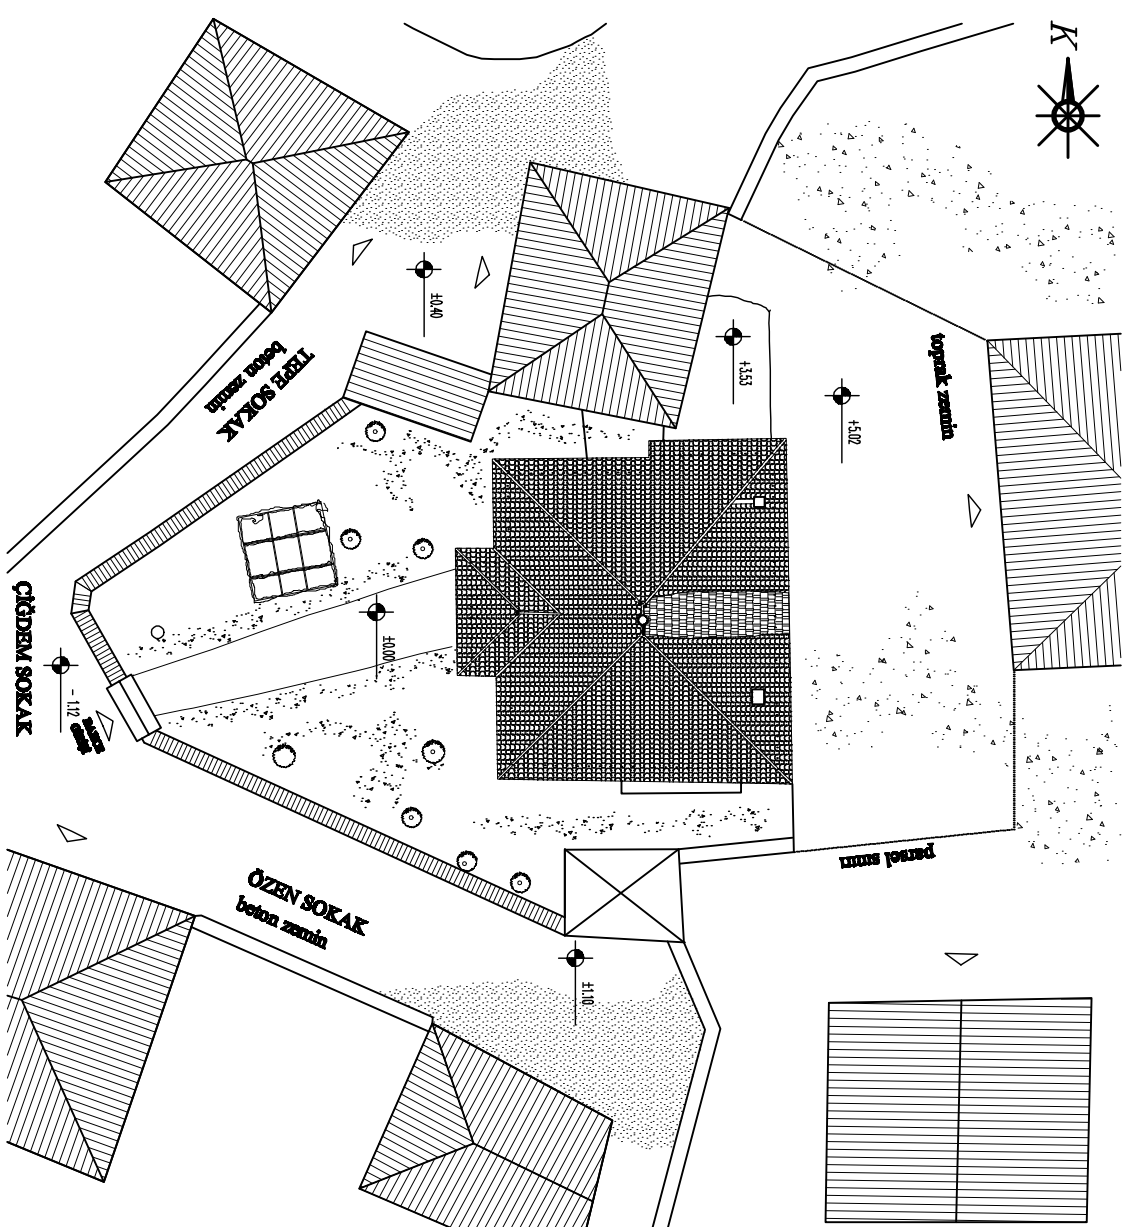 K
±0.40
+3.53
+5.02
toprak zemin
TEPE SOKAK
beton zemin
±0.00
ÇİĞDEM SOKAK
- 1.12
parsel sınırı
ÖZEN SOKAK
beton zemin
±1.10